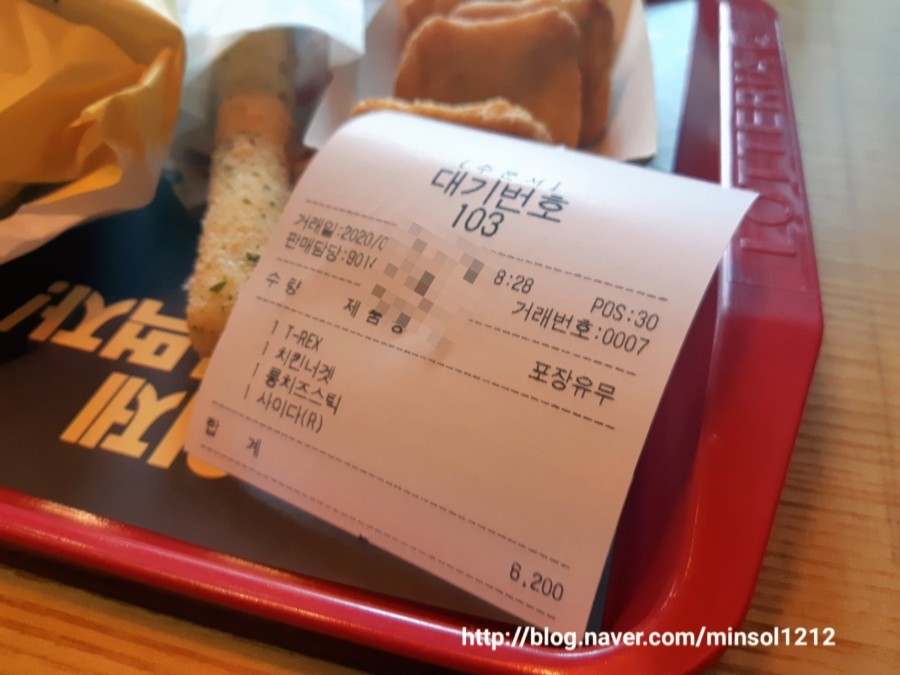 (주문서)
대기번호
103
거래일:2020/0 8:28 POS:30
판매담당:901 거래번호:0007
수 량 제 품 명 포장유무
1 T-REX
1 치킨너겟
1 롱치즈스틱
1 사이다(R)
합 계
6,200
LOTTERIA
http://blog.naver.com/minsol1212